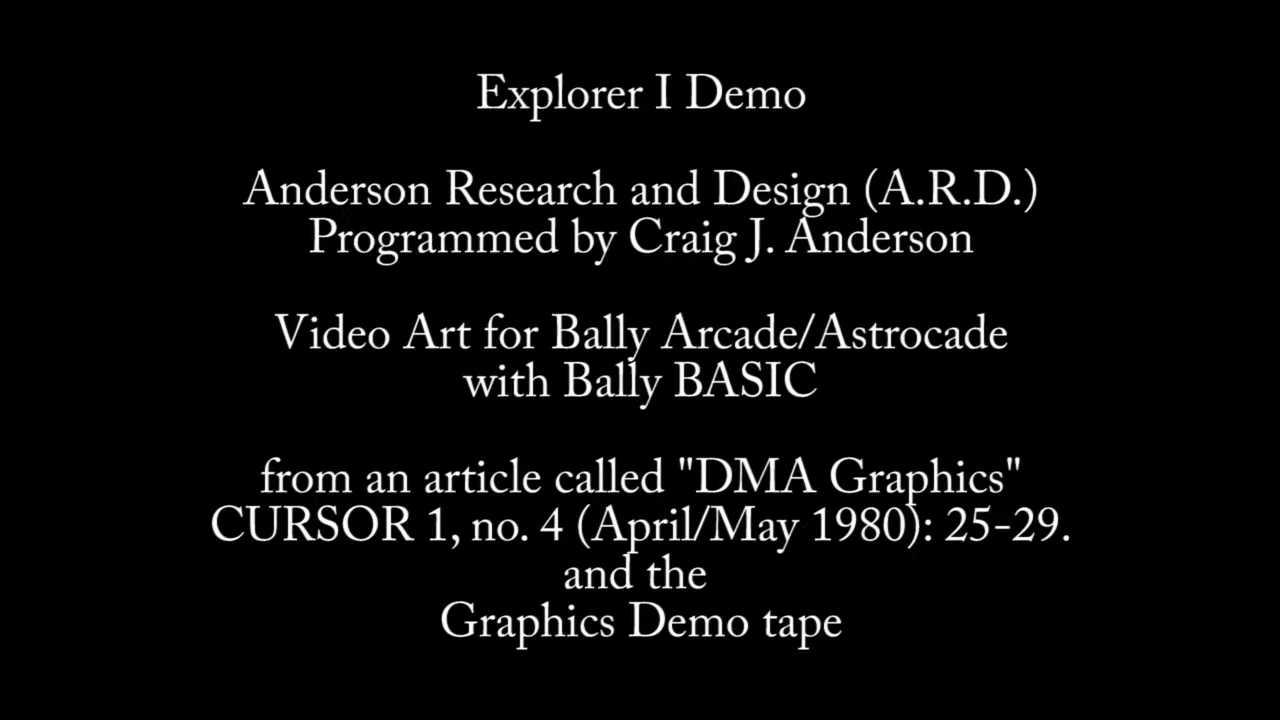 Explorer I Demo
Anderson Research and Design (A.R.D.)
Programmed by Craig J. Anderson
Video Art for Bally Arcade/Astrocade
with Bally BASIC
from an article called "DMA Graphics"
CURSOR 1, no. 4 (April/May 1980): 25-29.
and the
Graphics Demo tape